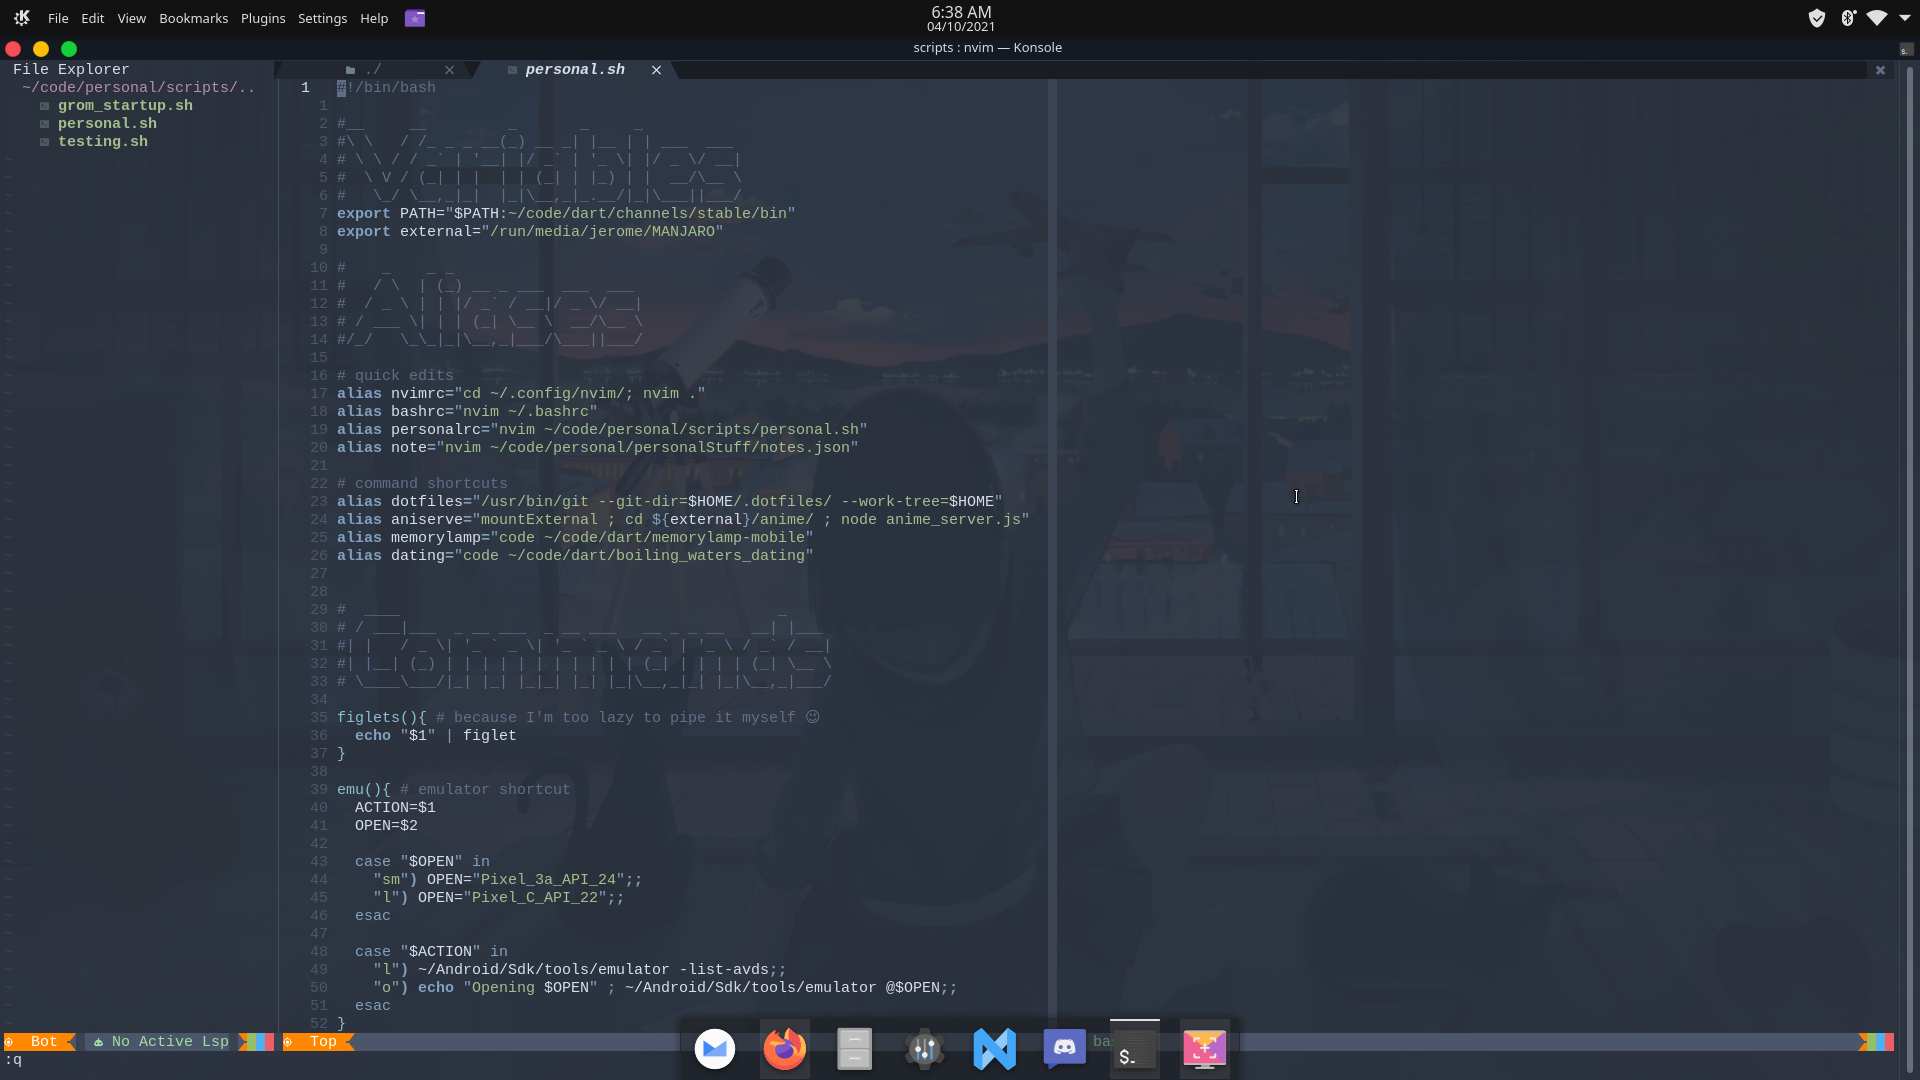 File Edit View Bookmarks Plugins Settings Help
6:38 AM
04/10/2021
scripts : nvim — Konsole
File Explorer
~/code/personal/scripts/..
grom_startup.sh
personal.sh
testing.sh
./
personal.sh
1 #!/bin/bash
1
2 #__     __         _       _     _
3 #\ \   / /_ _ _ __(_) __ _| |__ | | ___  ___
4 # \ \ / / _` | '__| |/ _` | '_ \| |/ _ \/ __|
5 #  \ V / (_| | |  | | (_| | |_) | |  __/\__ \
6 #   \_/ \__,_|_|  |_|\__,_|_.__/|_|\___||___/
7 export PATH="$PATH:~/code/dart/channels/stable/bin"
8 export external="/run/media/jerome/MANJARO"
9
10 #    _    _ _
11 #   / \  | (_) __ _ ___  ___  ___
12 #  / _ \ | | |/ _` / __|/ _ \/ __|
13 # / ___ \| | | (_| \__ \  __/\__ \
14 #/_/   \_\_|_|\__,_|___/\___||___/
15
16 # quick edits
17 alias nvimrc="cd ~/.config/nvim/; nvim ."
18 alias bashrc="nvim ~/.bashrc"
19 alias personalrc="nvim ~/code/personal/scripts/personal.sh"
20 alias note="nvim ~/code/personal/personalStuff/notes.json"
21
22 # command shortcuts
23 alias dotfiles="/usr/bin/git --git-dir=$HOME/.dotfiles/ --work-tree=$HOME"
24 alias aniserve="mountExternal ; cd ${external}/anime/ ; node anime_server.js"
25 alias memorylamp="code ~/code/dart/memorylamp-mobile"
26 alias dating="code ~/code/dart/boiling_waters_dating"
27
28
29 #  ____                                          _
30 # / ___|___  _ __ ___  _ __ ___   __ _ _ __   __| |___
31 #| |   / _ \| '_ ` _ \| '_ ` _ \ / _` | '_ \ / _` / __|
32 #| |__| (_) | | | | | | | | | | | (_| | | | | (_| \__ \
33 # \____\___/|_| |_| |_|_| |_| |_|\__,_|_| |_|\__,_|___/
34
35 figlets(){ # because I'm too lazy to pipe it myself 😉
36   echo "$1" | figlet
37 }
38
39 emu(){ # emulator shortcut
40   ACTION=$1
41   OPEN=$2
42
43   case "$OPEN" in
44     "sm") OPEN="Pixel_3a_API_24";;
45     "l") OPEN="Pixel_C_API_22";;
46   esac
47
48   case "$ACTION" in
49     "l") ~/Android/Sdk/tools/emulator -list-avds;;
50     "o") echo "Opening $OPEN" ; ~/Android/Sdk/tools/emulator @$OPEN;;
51   esac
52 }
Bot No Active Lsp Top ba
:q